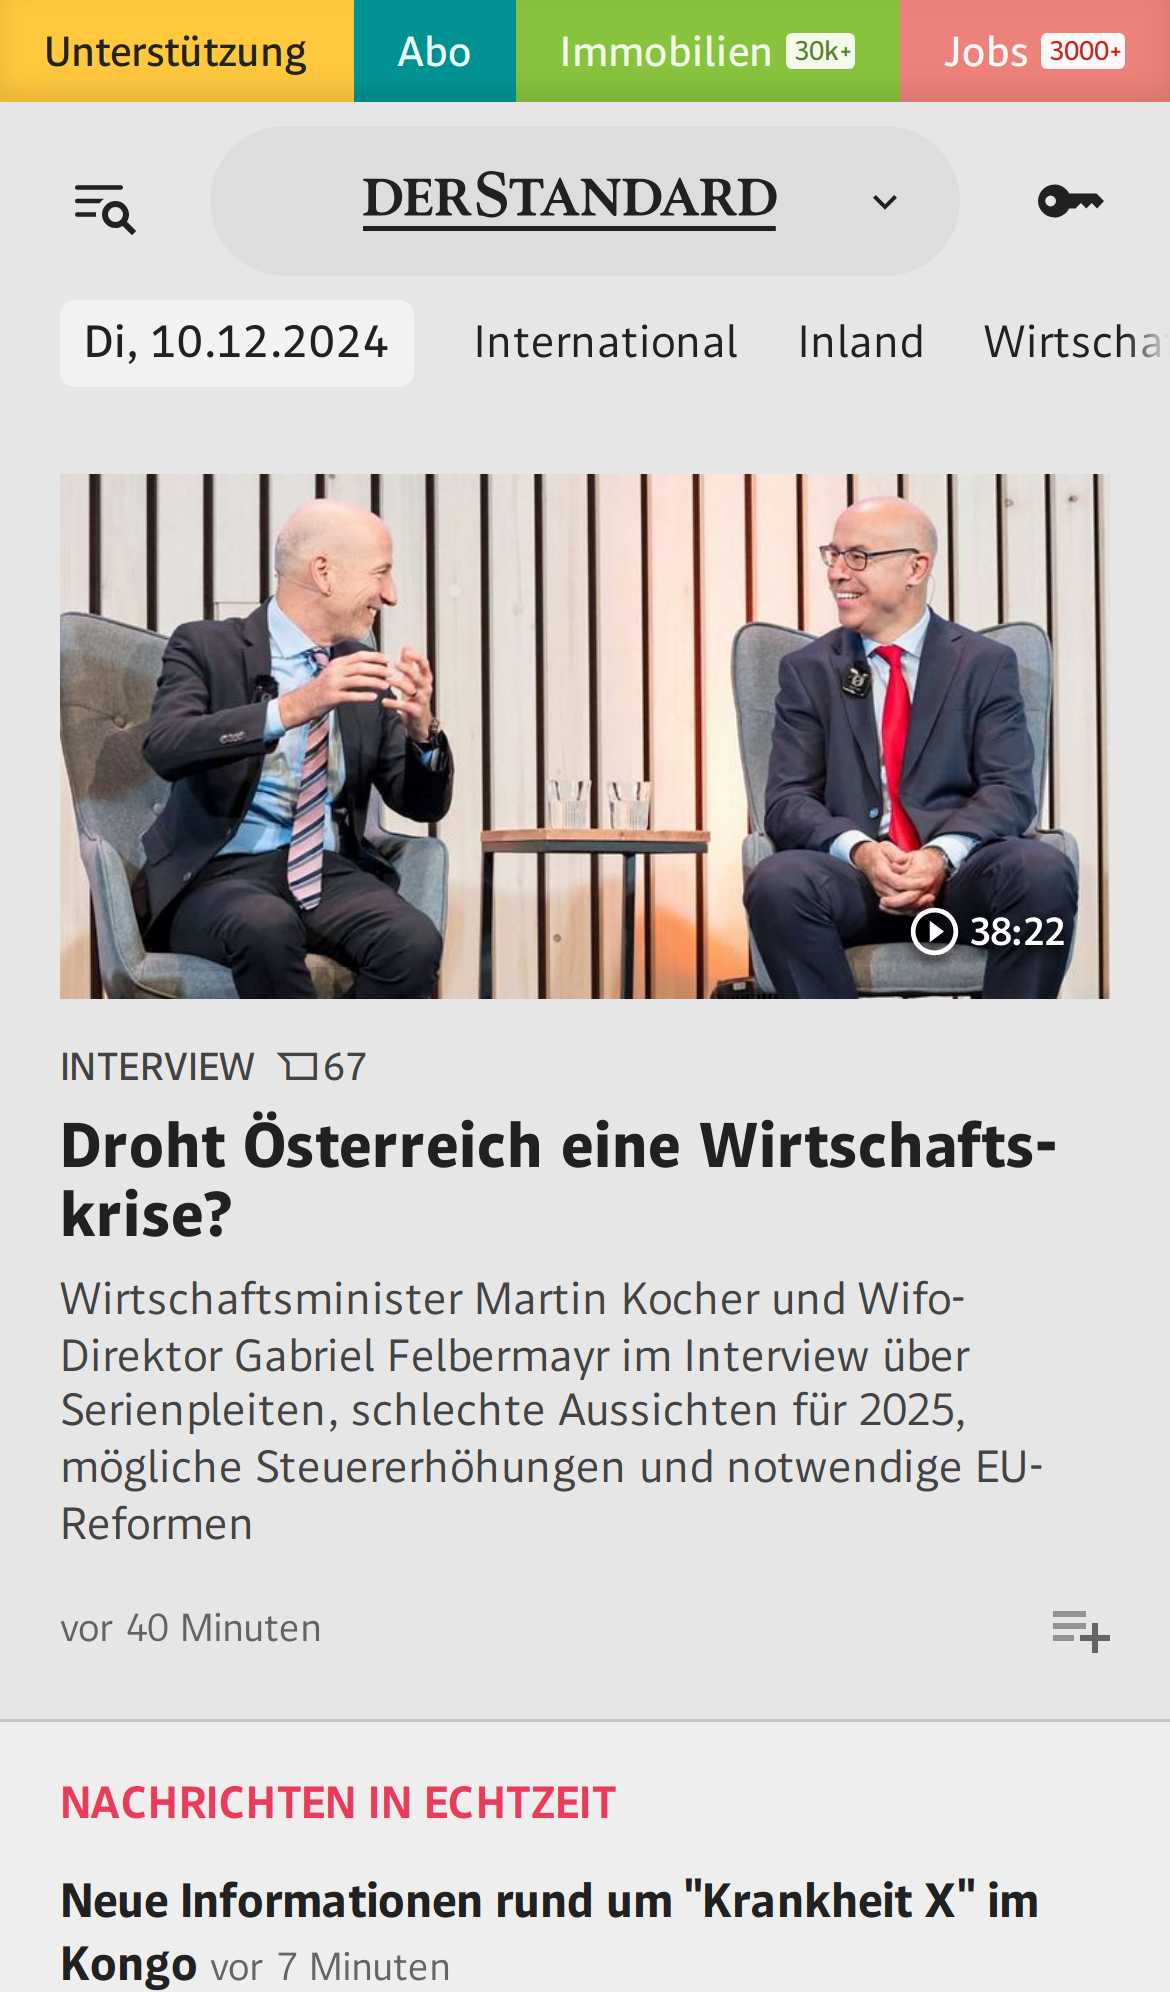 Unterstützung Abo Immobilien 30k+ Jobs 3000+
DERSTANDARD
Di, 10.12.2024 International Inland Wirtscha
38:22
INTERVIEW 67
Droht Österreich eine Wirtschafts-
krise?
Wirtschaftsminister Martin Kocher und Wifo-
Direktor Gabriel Felbermayr im Interview über
Serienpleiten, schlechte Aussichten für 2025,
mögliche Steuererhöhungen und notwendige EU-
Reformen
vor 40 Minuten
NACHRICHTEN IN ECHTZEIT
Neue Informationen rund um "Krankheit X" im
Kongo vor 7 Minuten